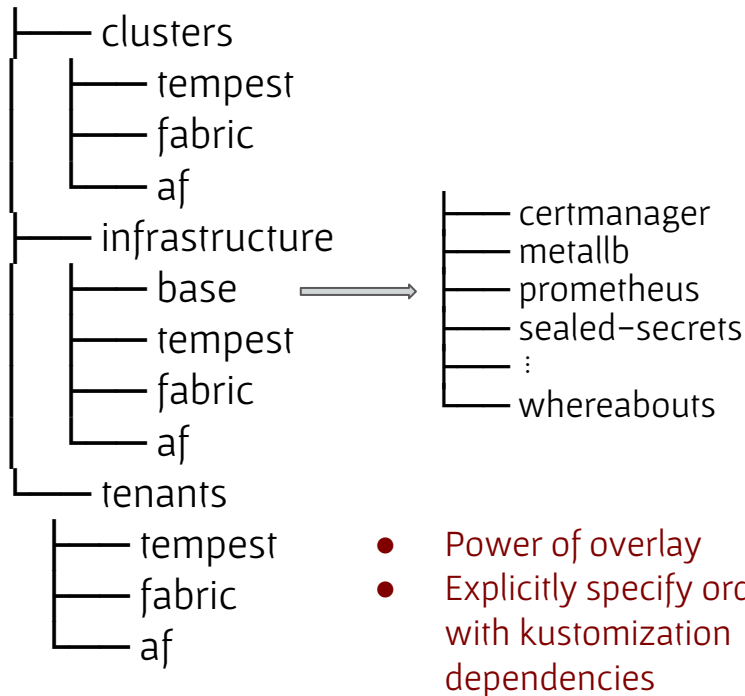 clusters
tempest
fabric
af
infrastructure
base
tempest
fabric
af
tenants
tempest
fabric
af
certmanager
metallb
prometheus
sealed-secrets
⋮
whereabouts
● Power of overlay
● Explicitly specify
with kustomization
dependencies